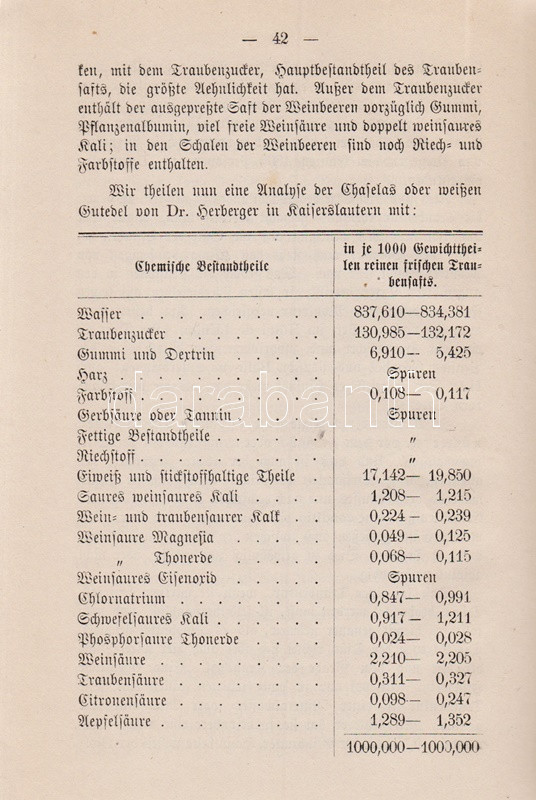 — 42 —
ken, mit dem Traubenzucker, Hauptbestandtheil des Trauben-
safts, die größte Aehnlichkeit hat. Außer dem Traubenzucker
enthält der ausgepreßte Saft der Weinbeeren vorzüglich Gummi,
Pflanzenalbumin, viel freie Weinsäure und doppelt weinsaures
Kali; in den Schalen der Weinbeeren sind noch Riech- und
Farbstoffe enthalten.
Wir theilen nun eine Analyse der Chaselas oder weißen
Gutedel von Dr. Herberger in Kaiserslautern mit:
Chemische Bestandtheile
in je 1000 Gewichtthei-
len reinen frischen Trau-
bensafts.
Wasser . . . . . . . . . . 837,610—834,381
Traubenzucker . . . . . . . . 130,985—132,172
Gummi und Dextrin . . . . . 6,910— 5,425
Harz . . . . . . . . . . . Spuren
Farbstoff . . . . . . . . . . 0,108— 0,117
Gerbsäure oder Tannin . . . . Spuren
Fettige Bestandtheile . . . . . . „
Riechstoff . . . . . . . . . . „
Eiweiß und stickstoffhaltige Theile . 17,142— 19,850
Saures weinsaures Kali . . . . 1,208— 1,215
Wein- und traubensaurer Kalk . . 0,224 — 0,239
Weinsaure Magnesia . . . . . 0,049 — 0,125
„ Thonerde . . . . . 0,068— 0,115
Weinsaures Eisenoxid . . . . . Spuren
Chlornatrium . . . . . . . . 0,847— 0,991
Schwefelsaures Kali . . . . . . 0,917 — 1,211
Phosphorsaure Thonerde . . . . 0,024— 0,028
Weinsäure . . . . . . . . . 2,210— 2,205
Traubensäure . . . . . . . . 0,311— 0,327
Citronensäure . . . . . . . . 0,098— 0,247
Aepfelsäure . . . . . . . . . 1,289— 1,352
1000,000—1000,000
darabanth